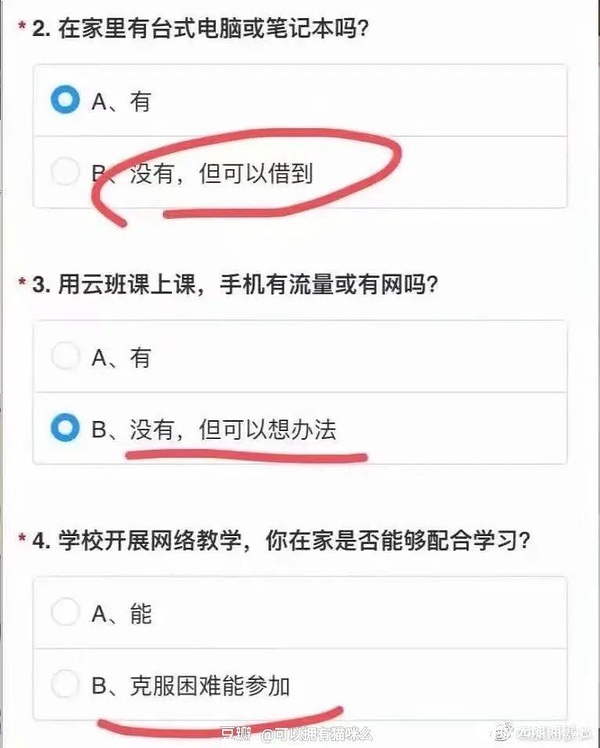 * 2. 在家里有台式电脑或笔记本吗?
A、有
B、没有，但可以借到
* 3. 用云班课上课，手机有流量或有网吗?
A、有
B、没有，但可以想办法
* 4. 学校开展网络教学，你在家是否能够配合学习?
A、能
B、克服困难能参加
豆瓣 @可以拥有猫咪么